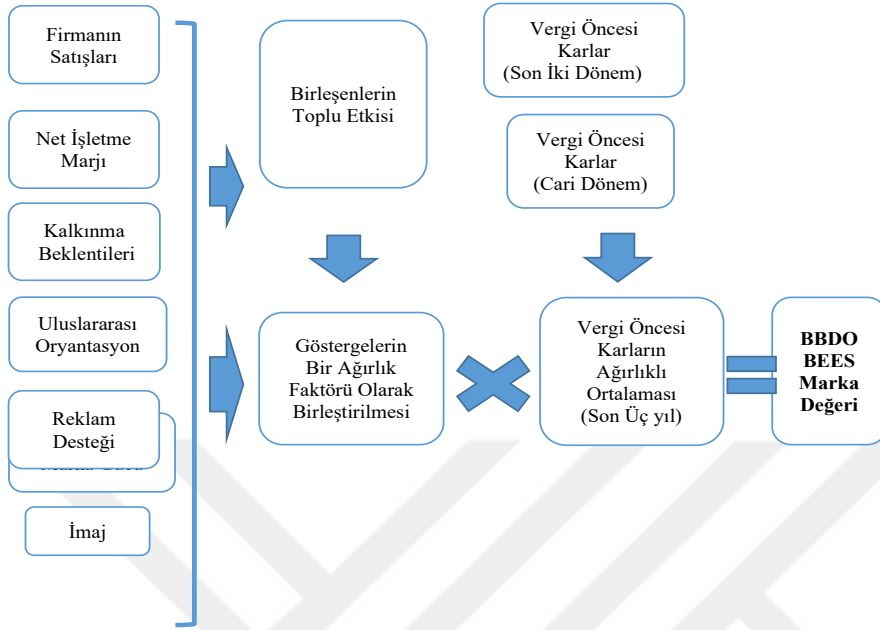 Firmanın
Satışları
Net İşletme
Marjı
Kalkınma
Beklentileri
Uluslararası
Oryantasyon
Reklam
Desteği
İmaj
Birleşenlerin
Toplu Etkisi
Göstergelerin
Bir Ağırlık
Faktörü Olarak
Birleştirilmesi
Vergi Öncesi
Karlar
(Son İki Dönem)
Vergi Öncesi
Karlar
(Cari Dönem)
Vergi Öncesi
Karların
Ağırlıklı
Ortalaması
(Son Üç yıl)
BBDO
BEES
Marka
Değeri